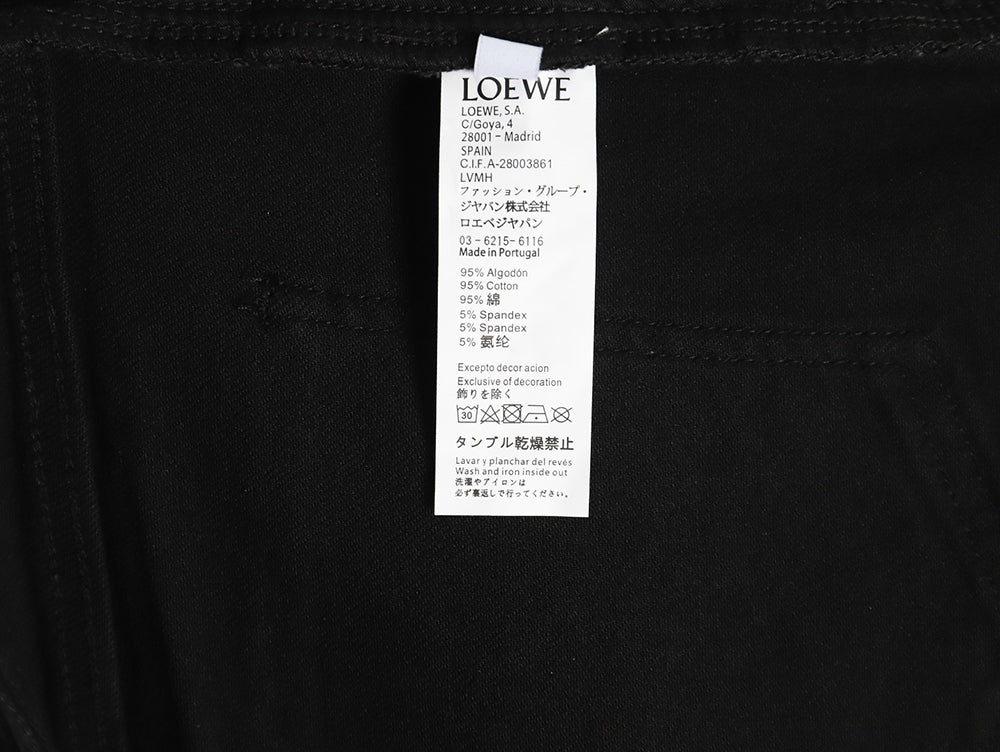 LOEWE
LOEWE, S.A.
C/Goya, 4
28001 - Madrid
SPAIN
C.I.F.A-28003861
LVMH
ファッション・グループ・
ジヤパン株式会社
ロエベジヤパン
03 - 6215- 6116
Made in Portugal
95% Algodón
95% Cotton
95% 綿
5% Spandex
5% Spandex
5% 氨纶
Excepto decor acion
Exclusive of decoration
飾りを除く
30
タンブル乾燥禁止
Lavar y planchar del revés
Wash and iron inside out
洗濯やアイロンは
必ず裏返しで行ってください。